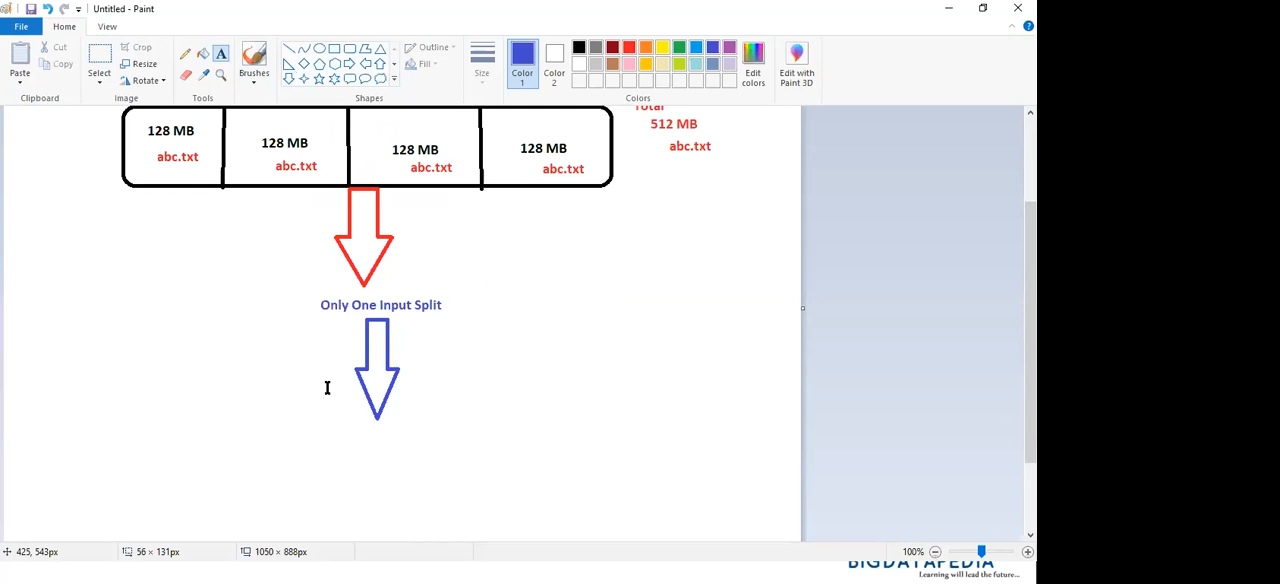 Untitled - Paint
File Home View
Paste
Cut
Copy
Clipboard
Select
Crop
Resize
Rotate
Image
A
Tools
Brushes
Outline
Fill
Shapes
Size
Color 1
Color 2
Edit colors
Colors
Edit with Paint 3D
Total
512 MB
abc.txt
128 MB
abc.txt
128 MB
abc.txt
128 MB
abc.txt
128 MB
abc.txt
Only One Input Split
425, 543px
56 × 131px
1050 × 888px
100%
BIGDATAPEDIA
Learning will lead the future...